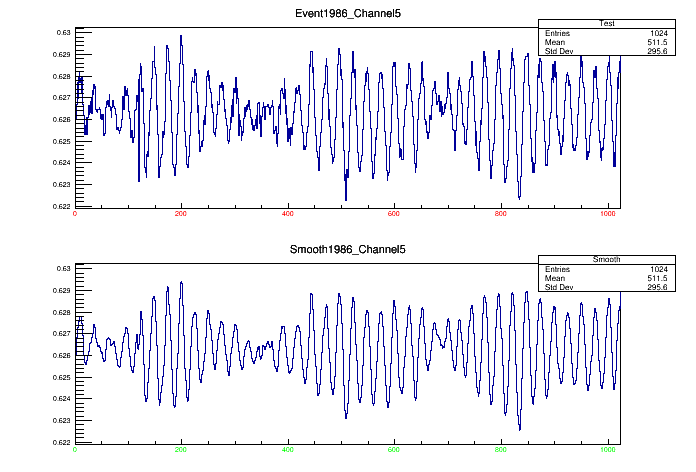 Event1986_Channel5
Test
Entries 1024
Mean 511.5
Std Dev 295.6
0.63
0.629
0.628
0.627
0.626
0.625
0.624
0.623
0.622
0 200 400 600 800 1000
Smooth1986_Channel5
Smooth
Entries 1024
Mean 511.5
Std Dev 295.6
0.63
0.629
0.628
0.627
0.626
0.625
0.624
0.623
0.622
0 200 400 600 800 1000